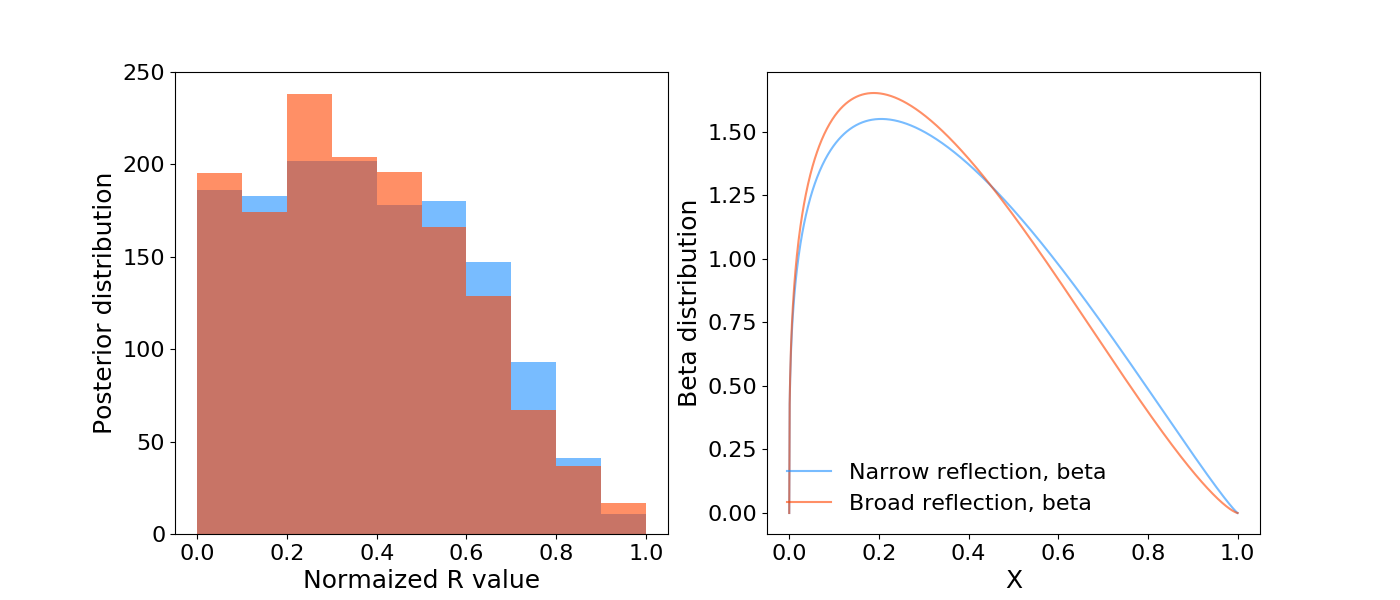 250
200
150
100
50
0
0.0 0.2 0.4 0.6 0.8 1.0
Normaized R value
Posterior distribution
1.50
1.25
1.00
0.75
0.50
0.25
0.00
0.0 0.2 0.4 0.6 0.8 1.0
X
Beta distribution
Narrow reflection, beta
Broad reflection, beta